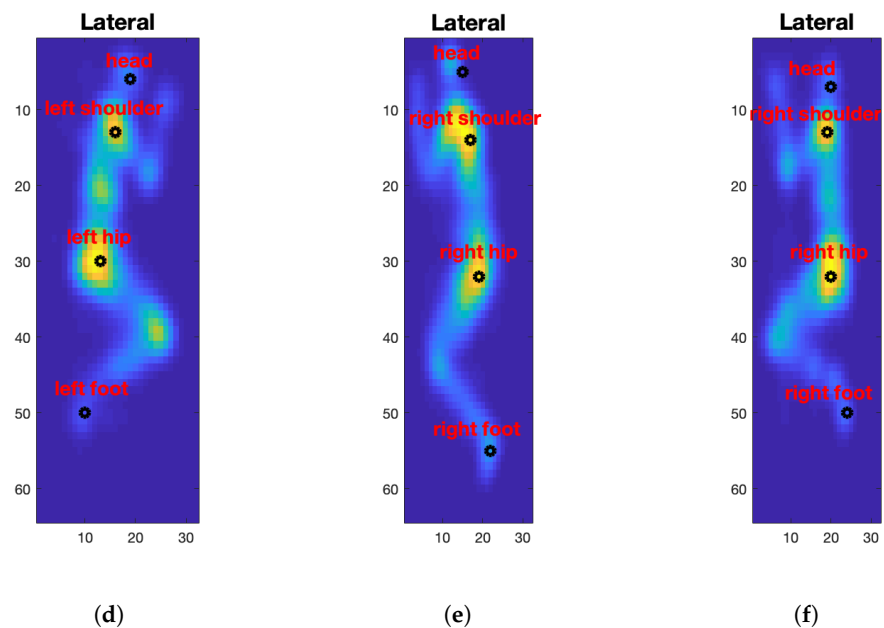 Lateral
head
left shoulder
left hip
left foot
10
20
30
40
50
60
10 20 30
(d)
Lateral
head
right shoulder
right hip
right foot
10
20
30
40
50
60
10 20 30
(e)
Lateral
head
right shoulder
right hip
right foot
10
20
30
40
50
60
10 20 30
(f)